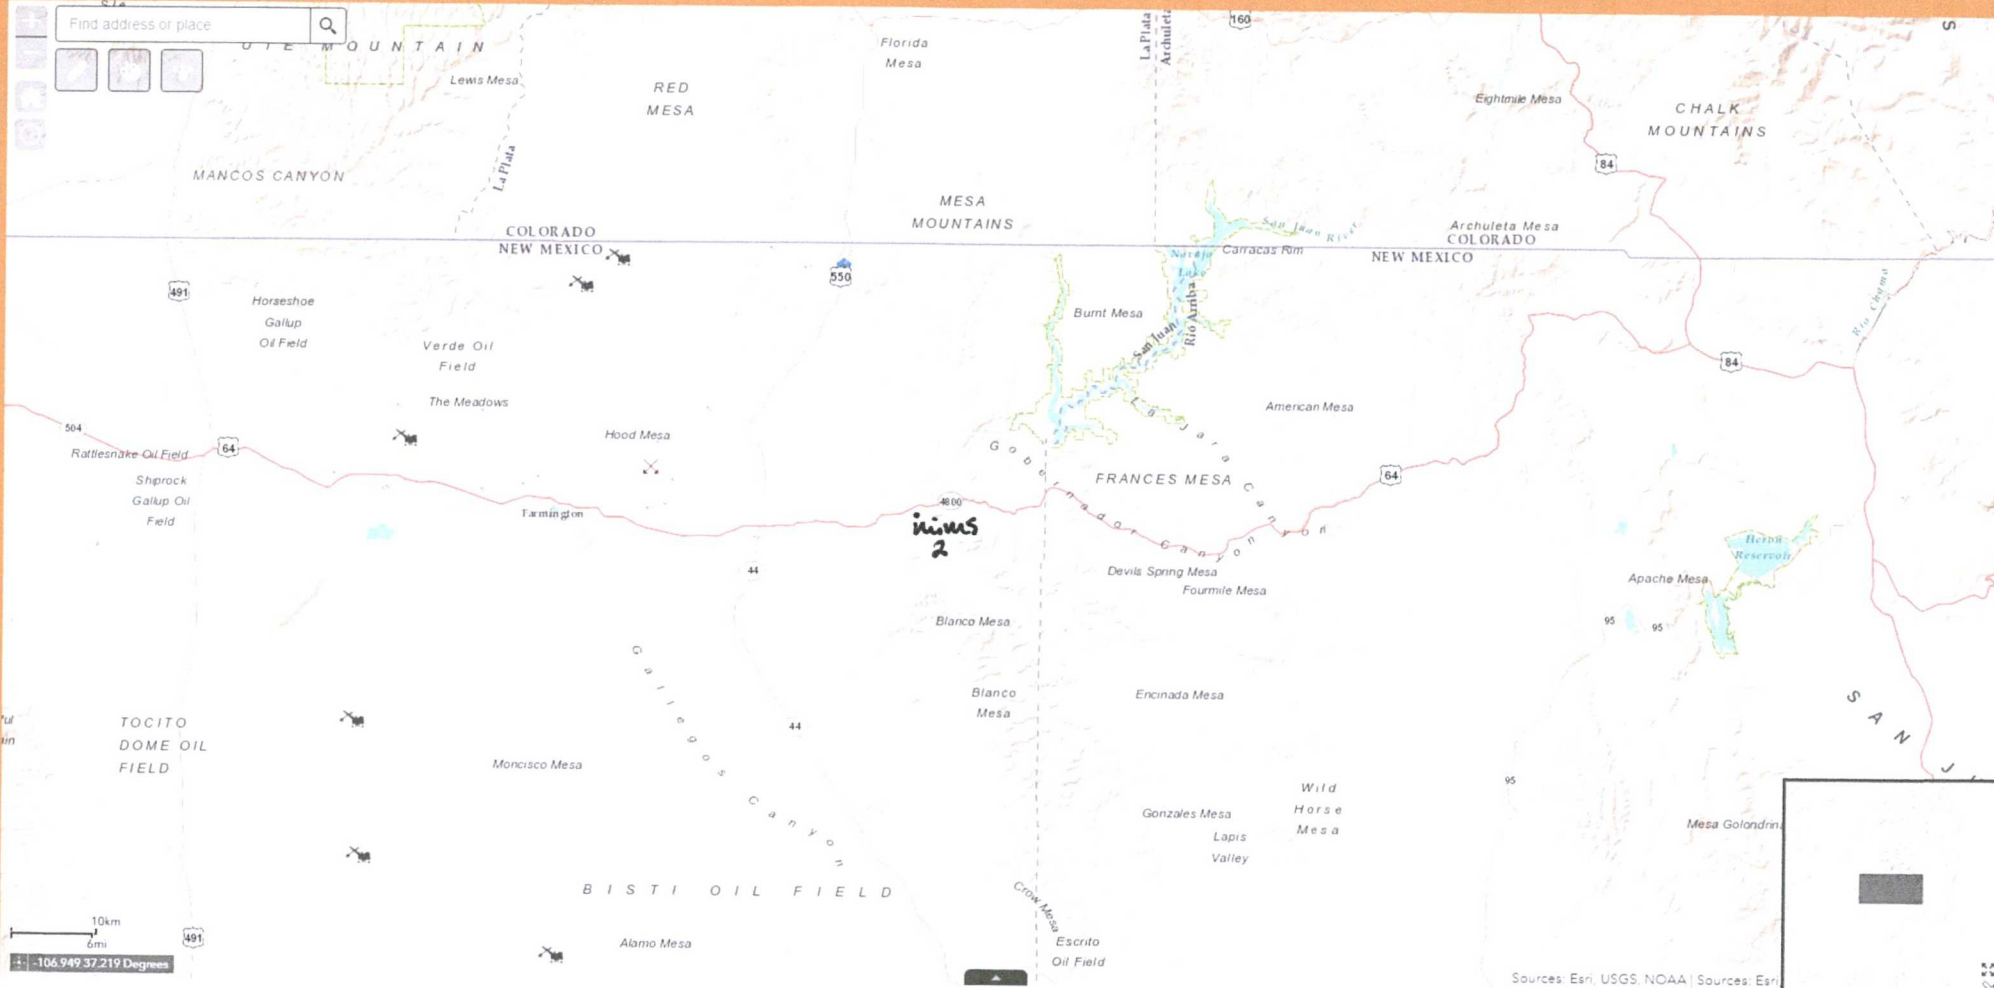 Find address or place
UTE MOUNTAIN
Lewis Mesa
RED
MESA
Florida
Mesa
La Plata
Archuleta
160
S
Eightmile Mesa
CHALK
MOUNTAINS
84
MANCOS CANYON
La Plata
MESA
MOUNTAINS
San Juan River
Archuleta Mesa
COLORADO
NEW MEXICO
COLORADO
NEW MEXICO
Carracas Rim
Navajo
Lake
491
550
Horseshoe
Gallup
Oil Field
Burnt Mesa
San Juan
Rio Arriba
Rio Chama
Verde Oil
Field
84
The Meadows
American Mesa
La Jara Canyon
504
64
Hood Mesa
Rattlesnake Oil Field
Gobernador Canyon
FRANCES MESA
64
Shiprock
Gallup Oil
Field
Farmington
4800
2
44
Devils Spring Mesa
Fourmile Mesa
Reservoir
Apache Mesa
95
95
Blanco Mesa
Gallegos Canyon
Blanco
Mesa
Encinada Mesa
TOCITO
DOME OIL
FIELD
44
Moncisco Mesa
95
SAN J
Wild
Horse
Mesa
Gonzales Mesa
Lapis
Valley
BISTI OIL FIELD
Crow Mesa
Alamo Mesa
Escrito
Oil Field
10km
6mi
491
-106.949 37.219 Degrees
Sources: Esri, USGS, NOAA | Sources: Esri